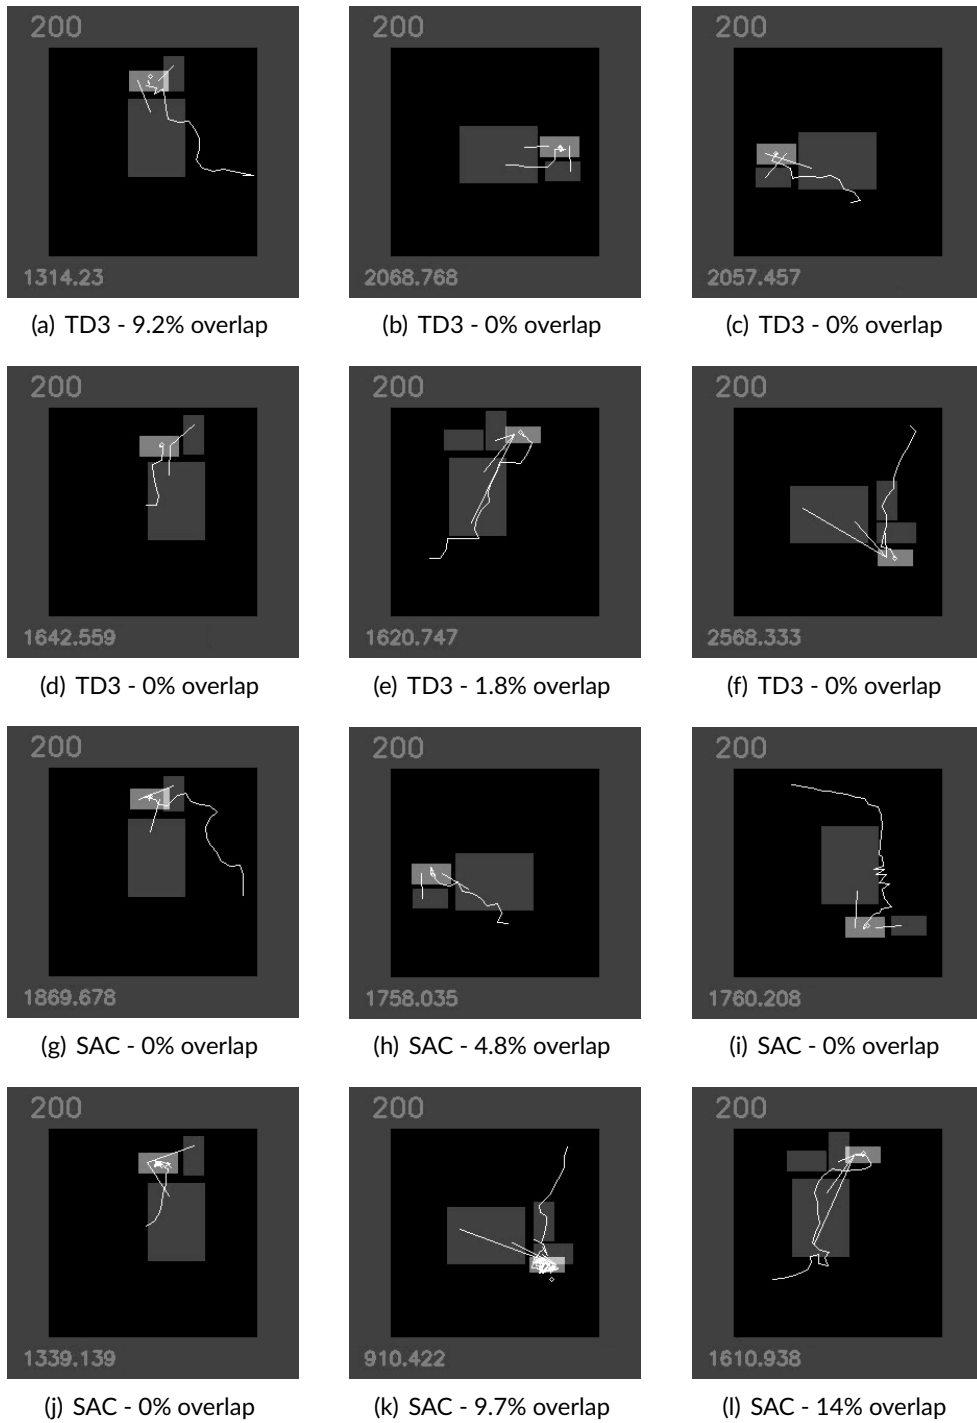 200 200 200
1314.23 2068.768 2057.457
(a) TD3 - 9.2% overlap (b) TD3 - 0% overlap (c) TD3 - 0% overlap
200 200 200
1642.559 1620.747 2568.333
(d) TD3 - 0% overlap (e) TD3 - 1.8% overlap (f) TD3 - 0% overlap
200 200 200
1869.678 1758.035 1760.208
(g) SAC - 0% overlap (h) SAC - 4.8% overlap (i) SAC - 0% overlap
200 200 200
1339.139 910.422 1610.938
(j) SAC - 0% overlap (k) SAC - 9.7% overlap (l) SAC - 14% overlap